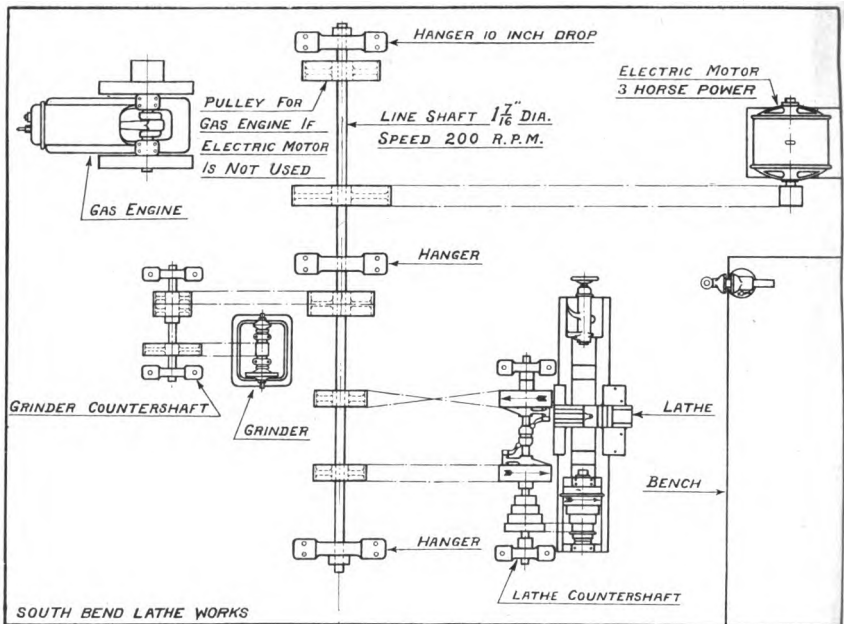 HANGER 10 INCH DROP
ELECTRIC MOTOR
3 HORSE POWER
PULLEY FOR
GAS ENGINE IF
ELECTRIC MOTOR
IS NOT USED
LINE SHAFT 1 7/16" DIA.
SPEED 200 R.P.M.
GAS ENGINE
HANGER
GRINDER COUNTERSHAFT
GRINDER
LATHE
BENCH
HANGER
LATHE COUNTERSHAFT
SOUTH BEND LATHE WORKS